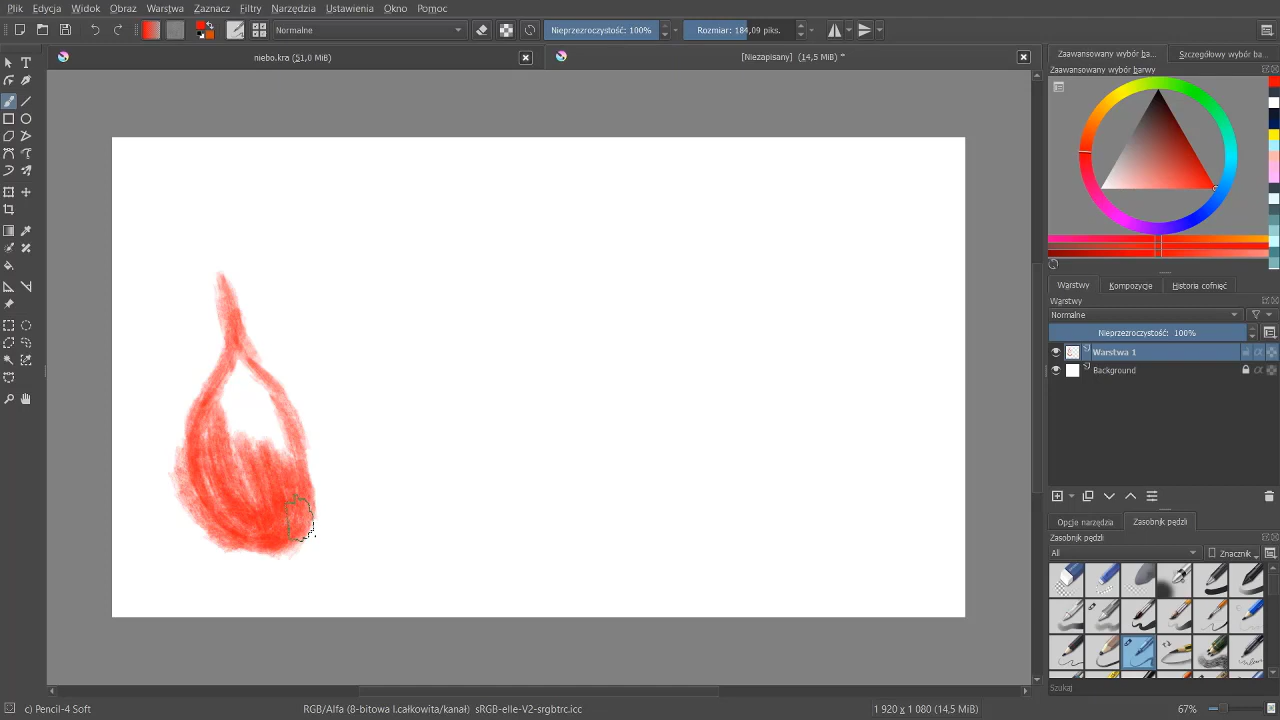 Plik Edycja Widok Obraz Warstwa Zaznacz Filtry Narzędzia Ustawienia Okno Pomoc
Normalne
Nieprzezroczystość: 100%
Rozmiar: 184,09 piks.
niebo.kra (51,0 MiB)
[Niezapisany] (14,5 MiB) *
Zaawansowany wybór ba...
Szczegółowy wybór ba...
Zaawansowany wybór barwy
Warstwy
Kompozycje
Historia cofnięć
Warstwy
Normalne
Nieprzezroczystość: 100%
Warstwa 1
Background
Opcje narzędzia
Zasobnik pędzli
Zasobnik pędzli
All
Znacznik
Szukaj
c) Pencil-4 Soft
RGB/Alfa (8-bitowa l.całkowita/kanał) sRGB-elle-V2-srgbtrc.icc
1 920 x 1 080 (14,5 MiB)
67%